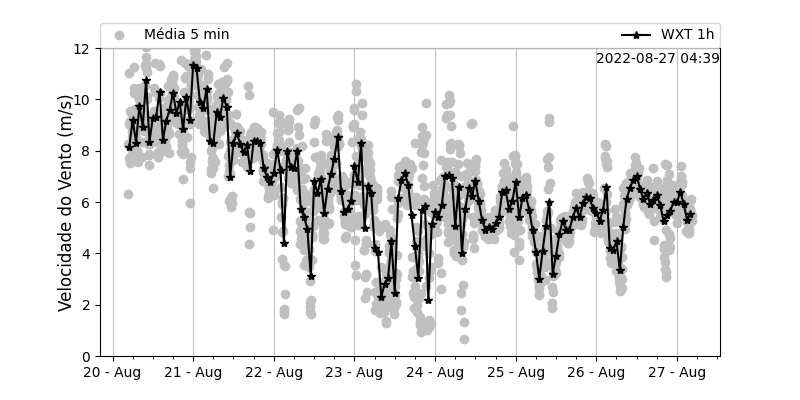 Média 5 min
WXT 1h
2022-08-27 04:39
Velocidade do Vento (m/s)
12
10
8
6
4
2
0
20 - Aug
21 - Aug
22 - Aug
23 - Aug
24 - Aug
25 - Aug
26 - Aug
27 - Aug